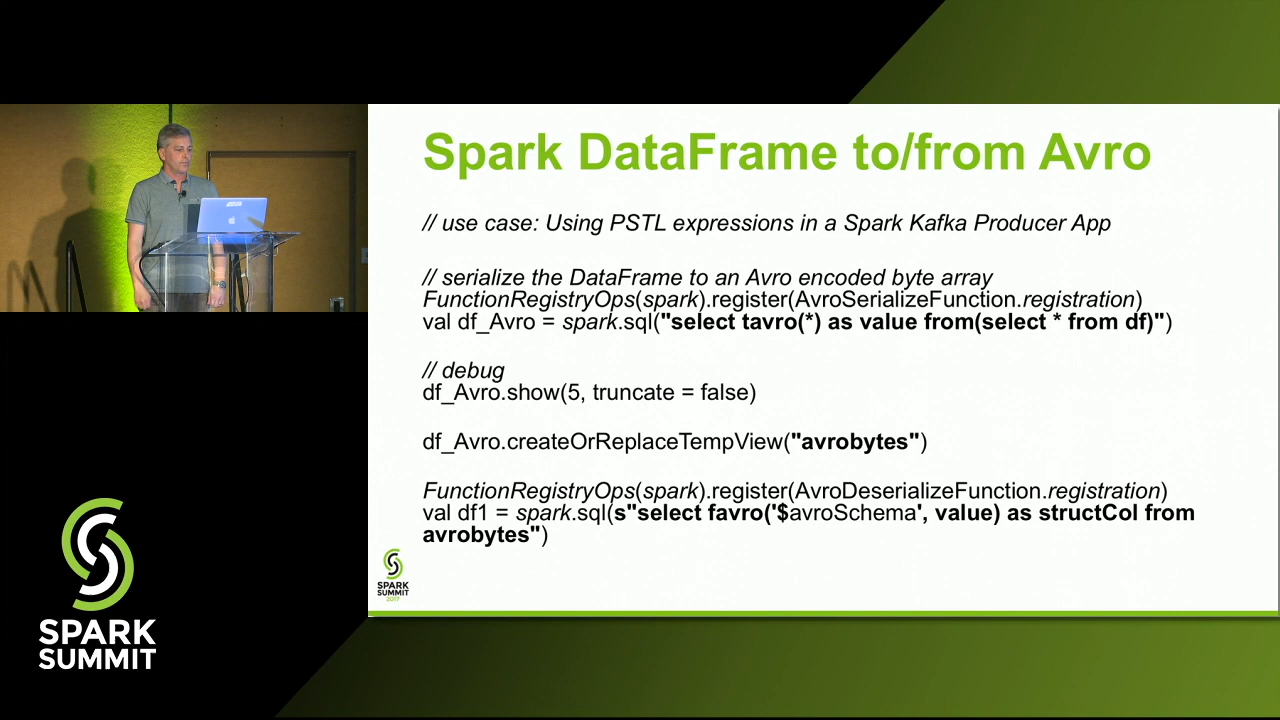 Spark DataFrame to/from Avro
// use case: Using PSTL expressions in a Spark Kafka Producer App
// serialize the DataFrame to an Avro encoded byte array
FunctionRegistryOps(spark).register(AvroSerializeFunction.registration)
val df_Avro = spark.sql("select tavro(*) as value from(select * from df)")
// debug
df_Avro.show(5, truncate = false)
df_Avro.createOrReplaceTempView("avrobytes")
FunctionRegistryOps(spark).register(AvroDeserializeFunction.registration)
val df1 = spark.sql(s"select favro('$avroSchema', value) as structCol from
avrobytes")
SPARK
SUMMIT
2017
SPARK
SUMMIT